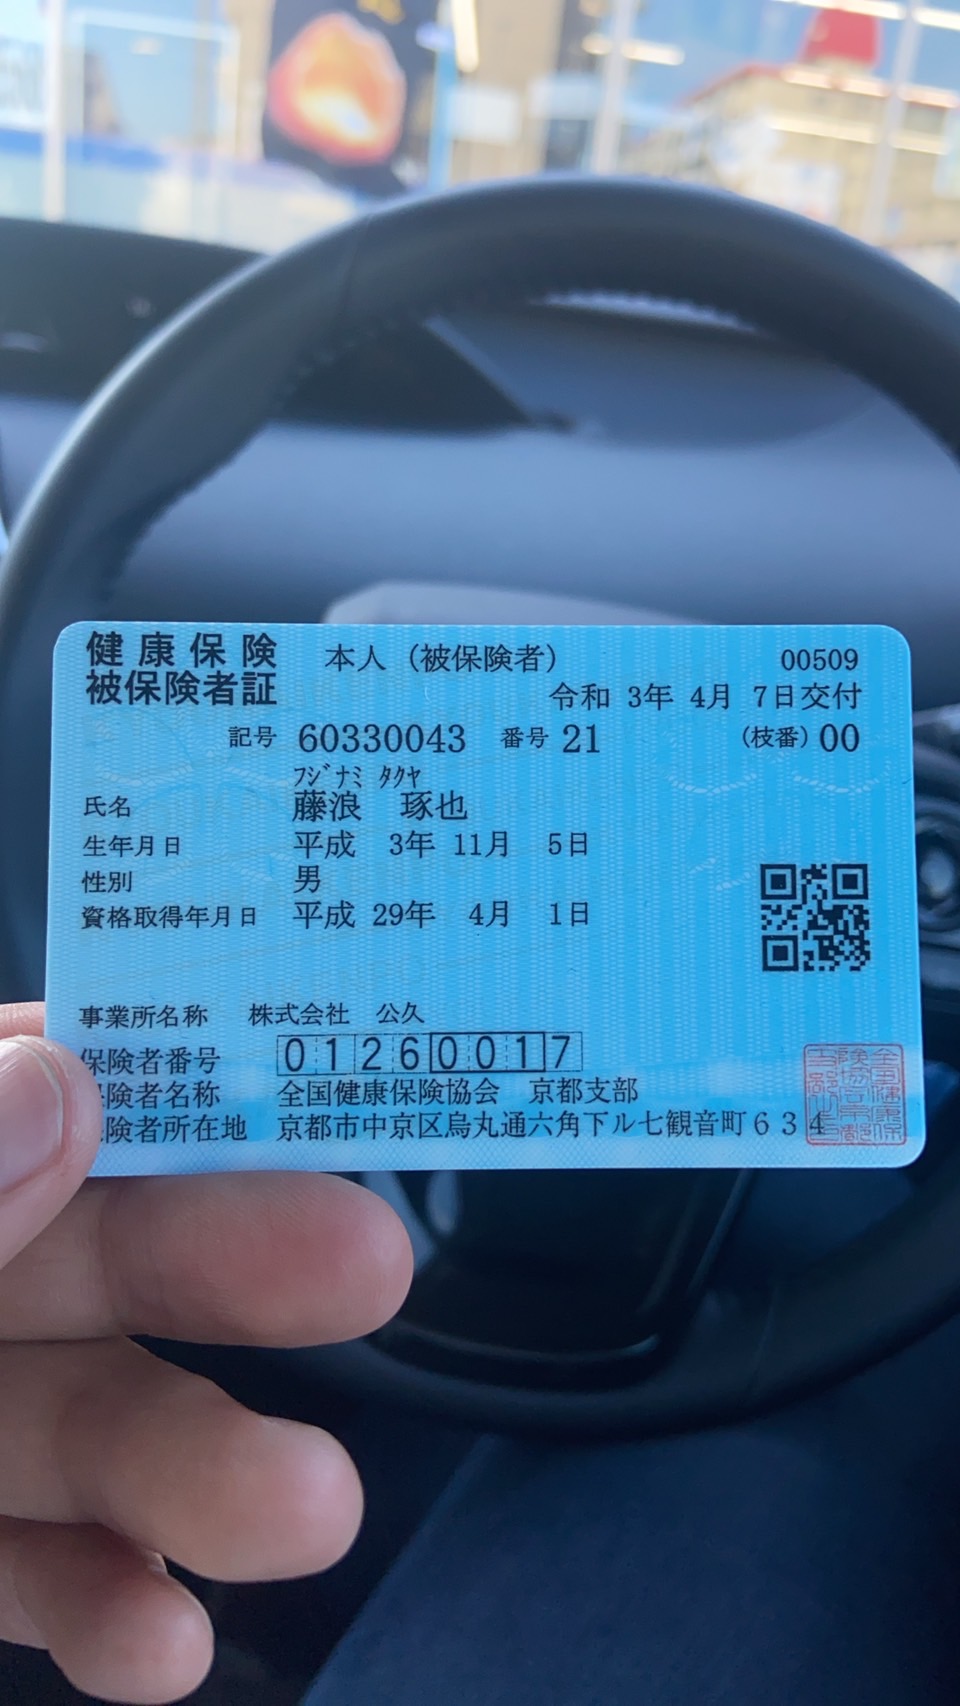 健康保険 本人（被保険者） 00509
被保険者証 令和 3年 4月 7日交付
記号 60330043 番号 21 （枝番）00
ﾌｼﾞﾅﾐ ﾀｸﾔ
氏名 藤浪 琢也
生年月日 平成 3年 11月 5日
性別 男
資格取得年月日 平成 29年 4月 1日
事業所名称 株式会社 公久
保険者番号 01260017
険者名称 全国健康保険協会 京都支部
険者所在地 京都市中京区烏丸通六角下ル七観音町634